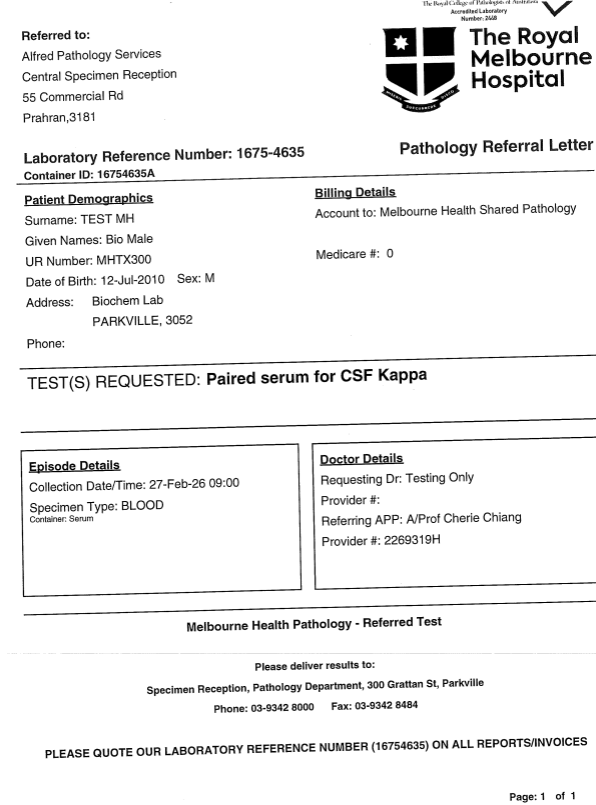 The Royal College of Pathologists of Australasia
Accredited Laboratory
Number: 2448
The Royal
Melbourne
Hospital
Referred to:
Alfred Pathology Services
Central Specimen Reception
55 Commercial Rd
Prahran,3181
Laboratory Reference Number: 1675-4635
Container ID: 16754635A
Pathology Referral Letter
Patient Demographics
Surname: TEST MH
Given Names: Bio Male
UR Number: MHTX300
Date of Birth: 12-Jul-2010 Sex: M
Address: Biochem Lab
PARKVILLE, 3052
Phone:
Billing Details
Account to: Melbourne Health Shared Pathology
Medicare #: 0
TEST(S) REQUESTED: Paired serum for CSF Kappa
Episode Details
Collection Date/Time: 27-Feb-26 09:00
Specimen Type: BLOOD
Container: Serum
Doctor Details
Requesting Dr: Testing Only
Provider #:
Referring APP: A/Prof Cherie Chiang
Provider #: 2269319H
Melbourne Health Pathology - Referred Test
Please deliver results to:
Specimen Reception, Pathology Department, 300 Grattan St, Parkville
Phone: 03-9342 8000 Fax: 03-9342 8484
PLEASE QUOTE OUR LABORATORY REFERENCE NUMBER (16754635) ON ALL REPORTS/INVOICES
Page: 1 of 1